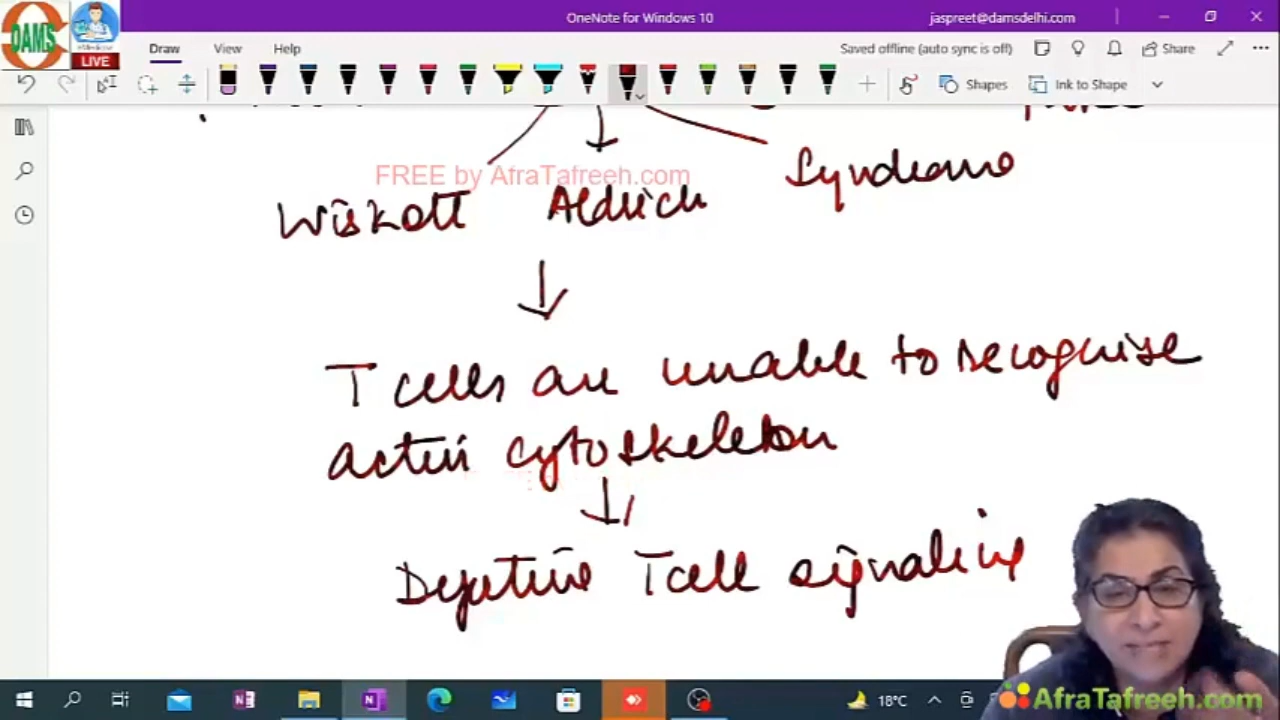 DAMS
eMedicoz
LIVE
OneNote for Windows 10
jaspreet@damsdelhi.com
Draw View Help
Saved offline (auto sync is off)
Share
Shapes
Ink to Shape
FREE by AfraTafreeh.com
Syndrome
Wiskott Aldrich
T cells are unable to recognise
actin cytoskeleton
Defective T cell signaling
18°C
AfraTafreeh.com